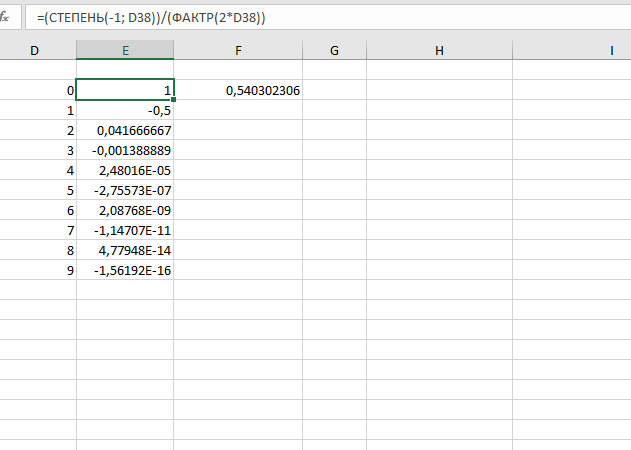 fx =(СТЕПЕНЬ(-1; D38))/(ФАКТР(2*D38))
D E F G H I
0 1 0,540302306
1 -0,5
2 0,041666667
3 -0,001388889
4 2,48016E-05
5 -2,75573E-07
6 2,08768E-09
7 -1,14707E-11
8 4,77948E-14
9 -1,56192E-16